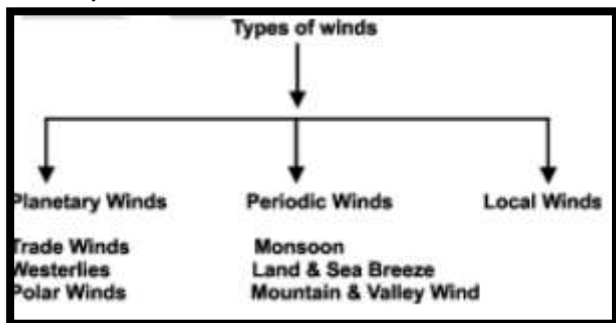 Types of winds
Planetary Winds Periodic Winds Local Winds
Trade Winds Monsoon
Westerlies Land & Sea Breeze
Polar Winds Mountain & Valley Wind